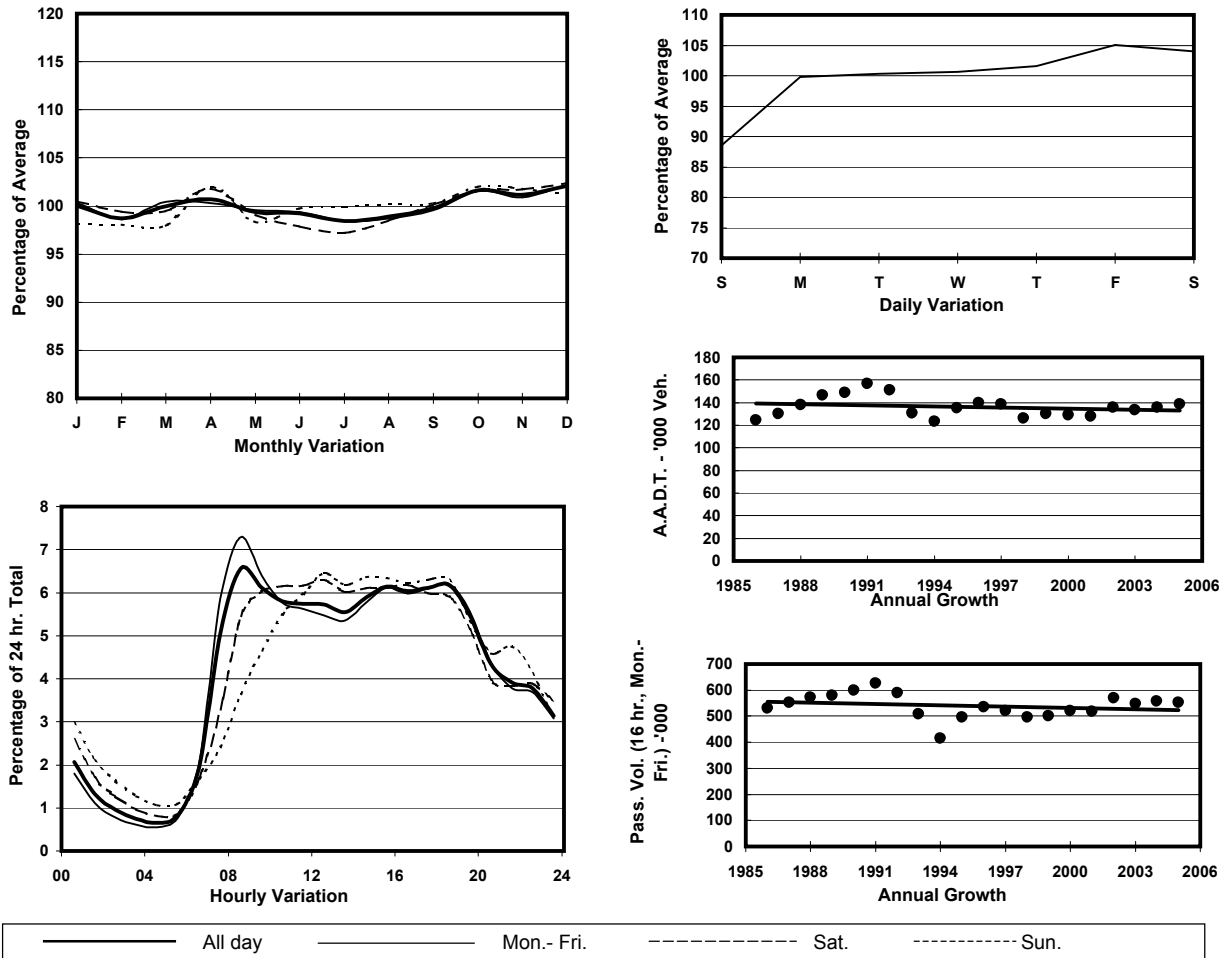 Percentage of Average
120
115
110
105
100
95
90
85
80
J F M A M J J A S O N D
Monthly Variation
Percentage of Average
110
105
100
95
90
85
80
75
70
S M T W T F S
Daily Variation
A.A.D.T. - '000 Veh.
180
160
140
120
100
80
60
40
20
0
1985 1988 1991 1994 1997 2000 2003 2006
Annual Growth
Percentage of 24 hr. Total
8
7
6
5
4
3
2
1
0
00 04 08 12 16 20 24
Hourly Variation
Pass. Vol. (16 hr., Mon.-
Fri.) -'000
700
600
500
400
300
200
100
0
1985 1988 1991 1994 1997 2000 2003 2006
Annual Growth
All day Mon.- Fri. Sat. Sun.